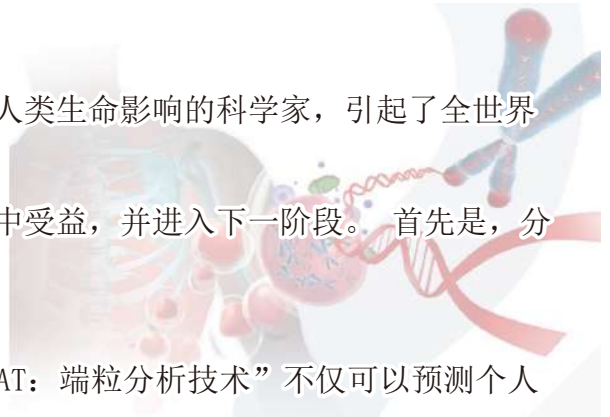 人类生命影响的科学家，引起了全世界
中受益，并进入下一阶段。 首先是，分
AT：端粒分析技术”不仅可以预测个人